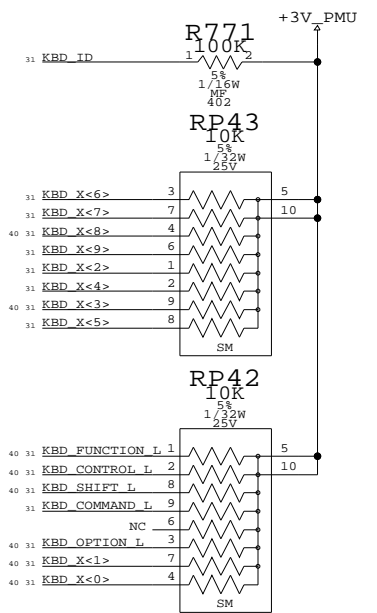 +3V_PMU
R771
100K
31 KBD_ID 1 2
5%
1/16W
MF
402
RP43
10K
5%
1/32W
25V
31 KBD_X<6> 3 5
31 KBD_X<7> 7 10
40 31 KBD_X<8> 4
31 KBD_X<9> 6
31 KBD_X<2> 1
31 KBD_X<4> 2
40 31 KBD_X<3> 9
31 KBD_X<5> 8
SM
RP42
10K
5%
1/32W
25V
40 31 KBD_FUNCTION_L 1 5
40 31 KBD_CONTROL_L 2 10
40 31 KBD_SHIFT_L 8
31 KBD_COMMAND_L 9
NC 6
40 31 KBD_OPTION_L 3
40 31 KBD_X<1> 7
40 31 KBD_X<0> 4
SM